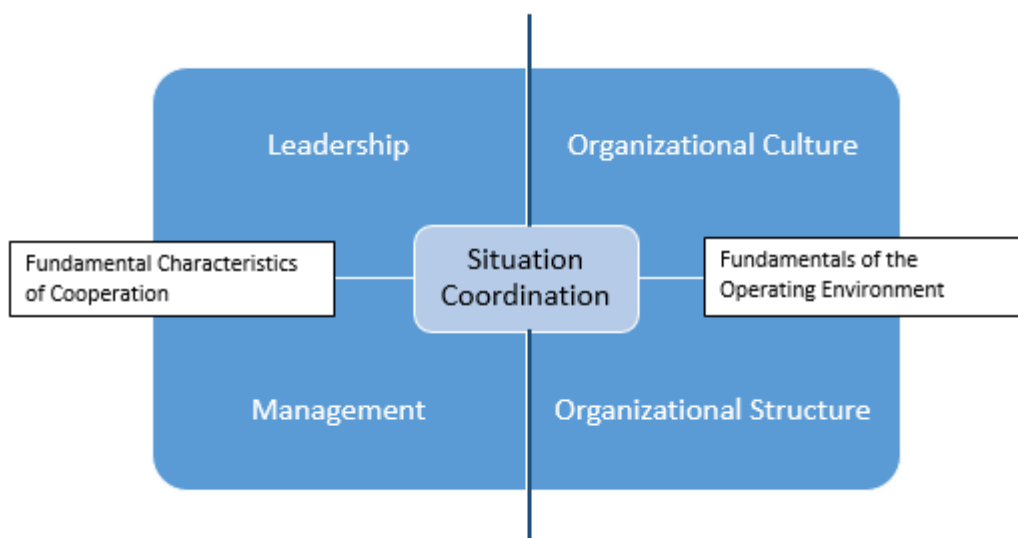 Leadership
Organizational Culture
Fundamental Characteristics
of Cooperation
Situation
Coordination
Fundamentals of the
Operating Environment
Management
Organizational Structure